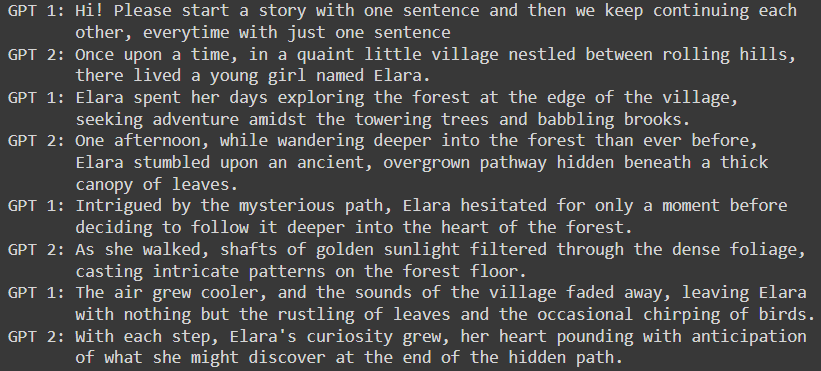 GPT 1: Hi! Please start a story with one sentence and then we keep continuing each
other, everytime with just one sentence
GPT 2: Once upon a time, in a quaint little village nestled between rolling hills,
there lived a young girl named Elara.
GPT 1: Elara spent her days exploring the forest at the edge of the village,
seeking adventure amidst the towering trees and babbling brooks.
GPT 2: One afternoon, while wandering deeper into the forest than ever before,
Elara stumbled upon an ancient, overgrown pathway hidden beneath a thick
canopy of leaves.
GPT 1: Intrigued by the mysterious path, Elara hesitated for only a moment before
deciding to follow it deeper into the heart of the forest.
GPT 2: As she walked, shafts of golden sunlight filtered through the dense foliage,
casting intricate patterns on the forest floor.
GPT 1: The air grew cooler, and the sounds of the village faded away, leaving Elara
with nothing but the rustling of leaves and the occasional chirping of birds.
GPT 2: With each step, Elara's curiosity grew, her heart pounding with anticipation
of what she might discover at the end of the hidden path.